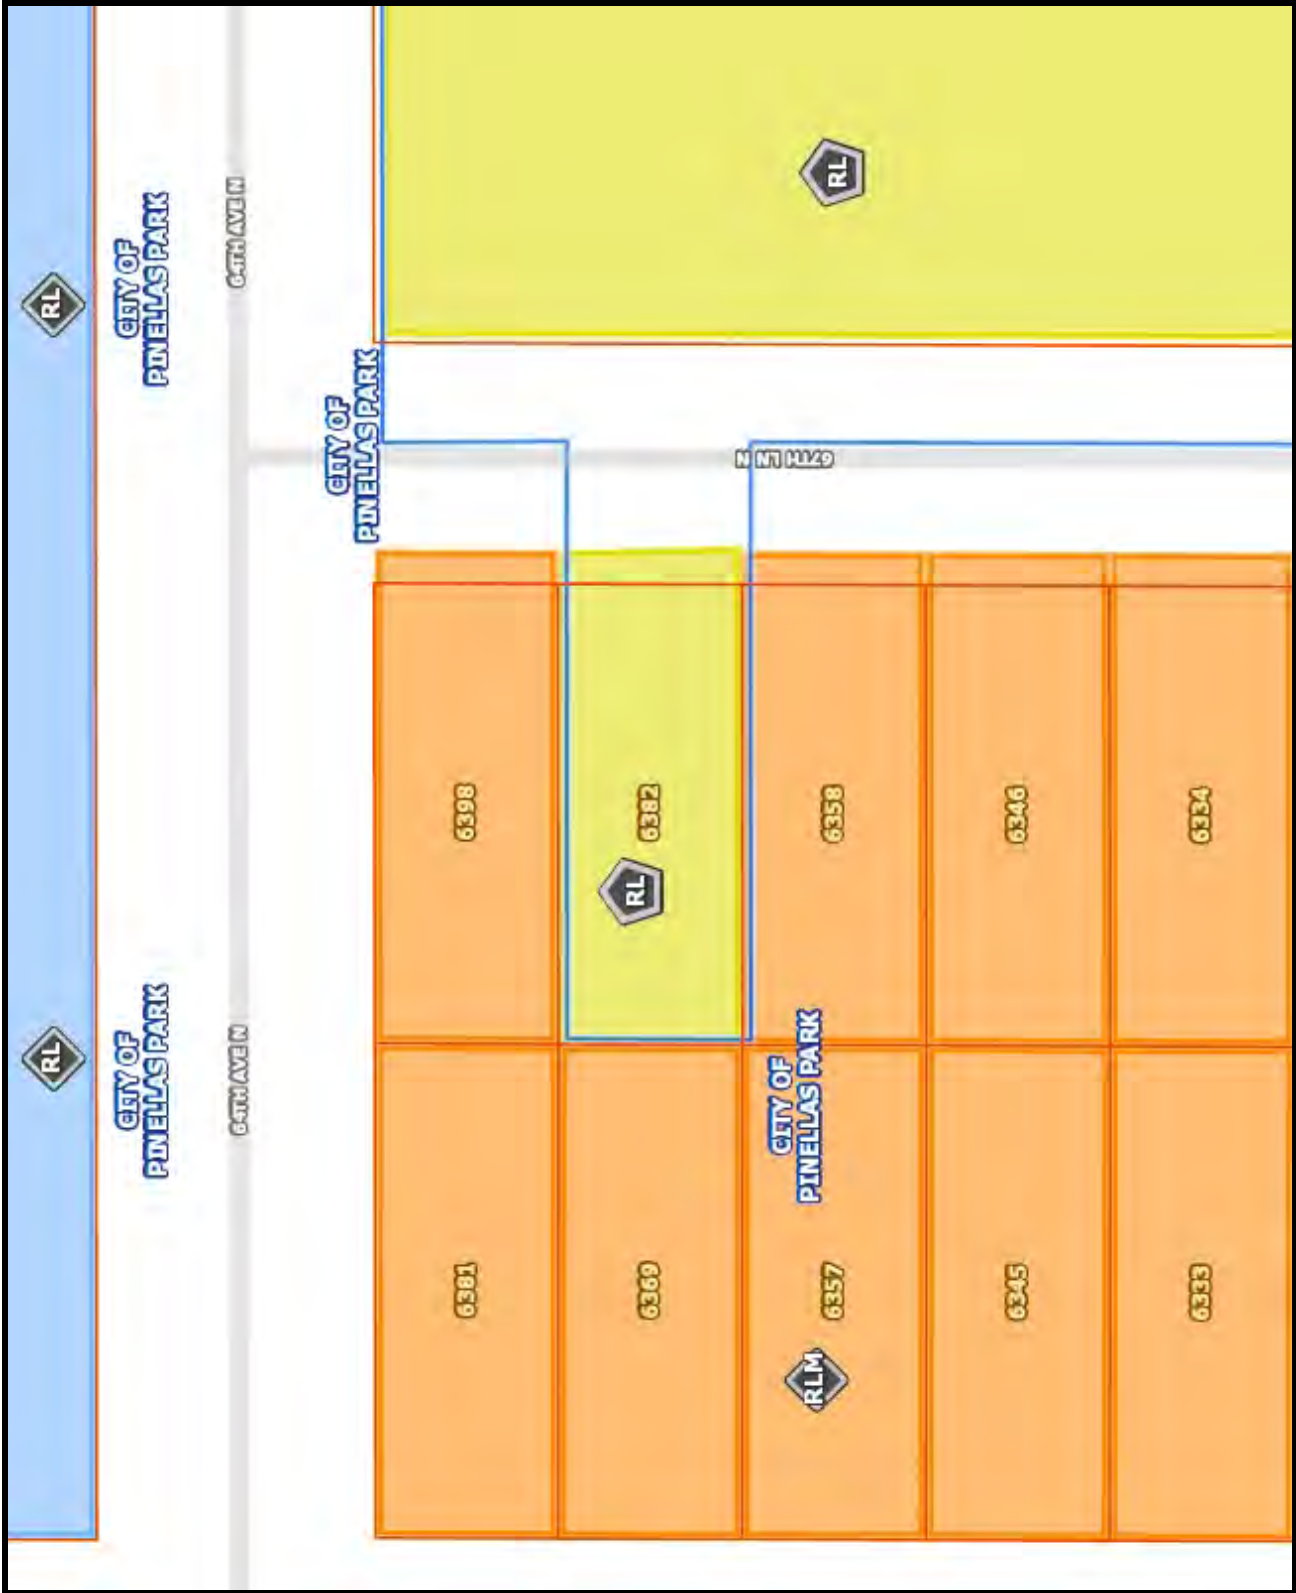 RL
RL
CITY OF
PINELLAS PARK
CITY OF
PINELLAS PARK
64TH AVE N
64TH AVE N
CITY OF
PINELLAS PARK
6381
6398
6369
6382
RL
67TH LN N
CITY OF
PINELLAS PARK
RLM
6357
6358
RL
6345
6346
6333
6334